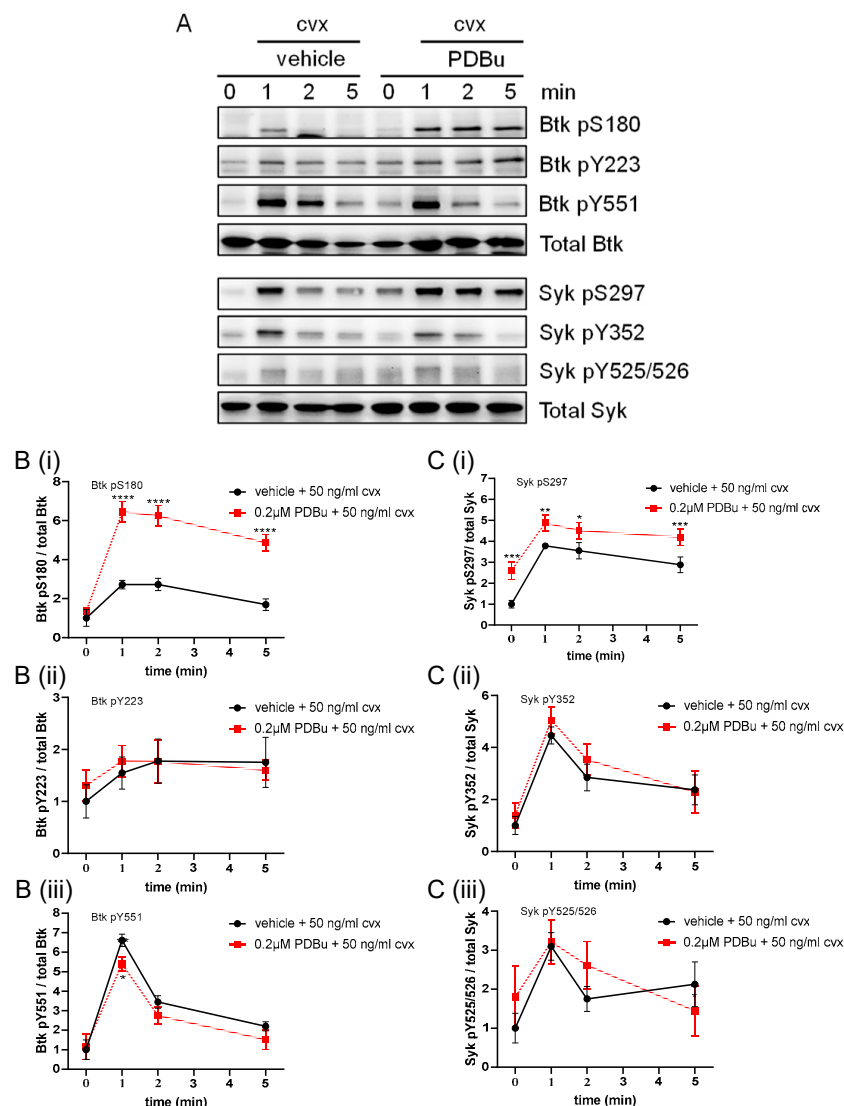 A
cvx cvx
vehicle PDBu
0 1 2 5 0 1 2 5 min
Btk pS180
Btk pY223
Btk pY551
Total Btk
Syk pS297
Syk pY352
Syk pY525/526
Total Syk
B (i)
Btk pS180
vehicle + 50 ng/ml cvx
0.2µM PDBu + 50 ng/ml cvx
**** **** ****
Btk pS180 / total Btk
8
6
4
2
0
0 1 2 3 4 5
time (min)
C (i)
Syk pS297
vehicle + 50 ng/ml cvx
0.2µM PDBu + 50 ng/ml cvx
*** ** * ***
Syk pS297/ total Syk
7
6
5
4
3
2
1
0
0 1 2 3 4 5
time (min)
B (ii)
Btk pY223
vehicle + 50 ng/ml cvx
0.2µM PDBu + 50 ng/ml cvx
Btk pY223 / total Btk
3
2
1
0
0 1 2 3 4 5
time (min)
C (ii)
Syk pY352
vehicle + 50 ng/ml cvx
0.2µM PDBu + 50 ng/ml cvx
Syk pY352 / total Syk
6
4
2
0
0 1 2 3 4 5
time (min)
B (iii)
Btk pY551
vehicle + 50 ng/ml cvx
0.2µM PDBu + 50 ng/ml cvx
*
*
Btk pY551 / total Btk
8
7
6
5
4
3
2
1
0
0 1 2 3 4 5
time (min)
C (iii)
Syk pY525/526
vehicle + 50 ng/ml cvx
0.2µM PDBu + 50 ng/ml cvx
Syk pY525/526 / total Syk
4
3
2
1
0
0 1 2 3 4 5
time (min)